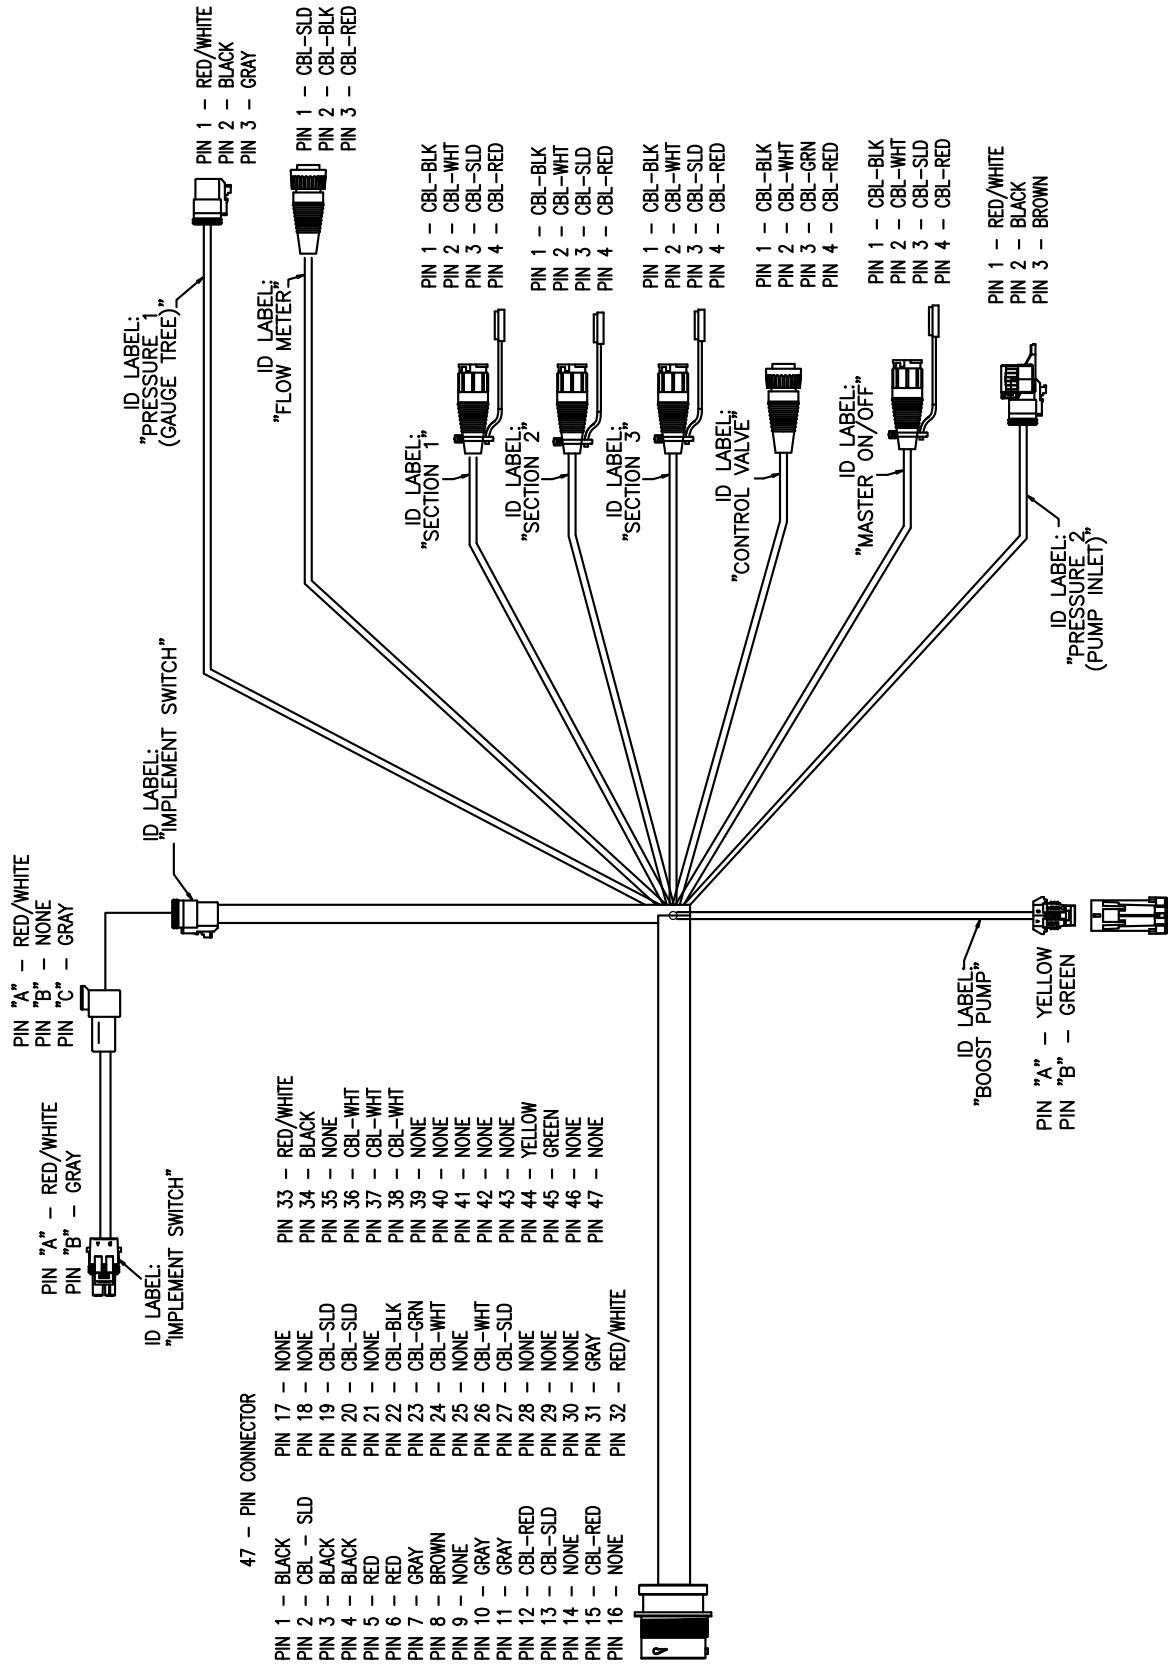 47 - PIN CONNECTOR
PIN 1 - BLACK
PIN 2 - CBL - SLD
PIN 3 - BLACK
PIN 4 - BLACK
PIN 5 - RED
PIN 6 - RED
PIN 7 - GRAY
PIN 8 - BROWN
PIN 9 - NONE
PIN 10 - GRAY
PIN 11 - GRAY
PIN 12 - CBL-RED
PIN 13 - CBL-SLD
PIN 14 - NONE
PIN 15 - CBL-RED
PIN 16 - NONE
PIN 17 - NONE
PIN 18 - NONE
PIN 19 - CBL-SLD
PIN 20 - CBL-SLD
PIN 21 - NONE
PIN 22 - CBL-BLK
PIN 23 - CBL-GRN
PIN 24 - CBL-WHT
PIN 25 - NONE
PIN 26 - CBL-WHT
PIN 27 - CBL-SLD
PIN 28 - NONE
PIN 29 - NONE
PIN 30 - NONE
PIN 31 - GRAY
PIN 32 - RED/WHITE
PIN 33 - RED/WHITE
PIN 34 - BLACK
PIN 35 - NONE
PIN 36 - CBL-WHT
PIN 37 - CBL-WHT
PIN 38 - CBL-WHT
PIN 39 - NONE
PIN 40 - NONE
PIN 41 - NONE
PIN 42 - NONE
PIN 43 - NONE
PIN 44 - YELLOW
PIN 45 - GREEN
PIN 46 - NONE
PIN 47 - NONE
PIN "A" - RED/WHITE
PIN "B" - GRAY
ID LABEL:
"IMPLEMENT SWITCH"
PIN "A" - RED/WHITE
PIN "B" - NONE
PIN "C" - GRAY
ID LABEL:
"IMPLEMENT SWITCH"
ID LABEL:
"PRESSURE 1
(GAUGE TREE)"
PIN 1 - RED/WHITE
PIN 2 - BLACK
PIN 3 - GRAY
ID LABEL:
"FLOW METER"
PIN 1 - CBL-SLD
PIN 2 - CBL-BLK
PIN 3 - CBL-RED
ID LABEL:
"SECTION 1"
PIN 1 - CBL-BLK
PIN 2 - CBL-WHT
PIN 3 - CBL-SLD
PIN 4 - CBL-RED
ID LABEL:
"SECTION 2"
PIN 1 - CBL-BLK
PIN 2 - CBL-WHT
PIN 3 - CBL-SLD
PIN 4 - CBL-RED
ID LABEL:
"SECTION 3"
PIN 1 - CBL-BLK
PIN 2 - CBL-WHT
PIN 3 - CBL-SLD
PIN 4 - CBL-RED
ID LABEL:
"CONTROL VALVE"
PIN 1 - CBL-BLK
PIN 2 - CBL-WHT
PIN 3 - CBL-GRN
PIN 4 - CBL-RED
ID LABEL:
"MASTER ON/OFF"
PIN 1 - CBL-BLK
PIN 2 - CBL-WHT
PIN 3 - CBL-SLD
PIN 4 - CBL-RED
ID LABEL:
"PRESSURE 2
(PUMP INLET)"
PIN 1 - RED/WHITE
PIN 2 - BLACK
PIN 3 - BROWN
ID LABEL:
"BOOST PUMP"
PIN "A" - YELLOW
PIN "B" - GREEN